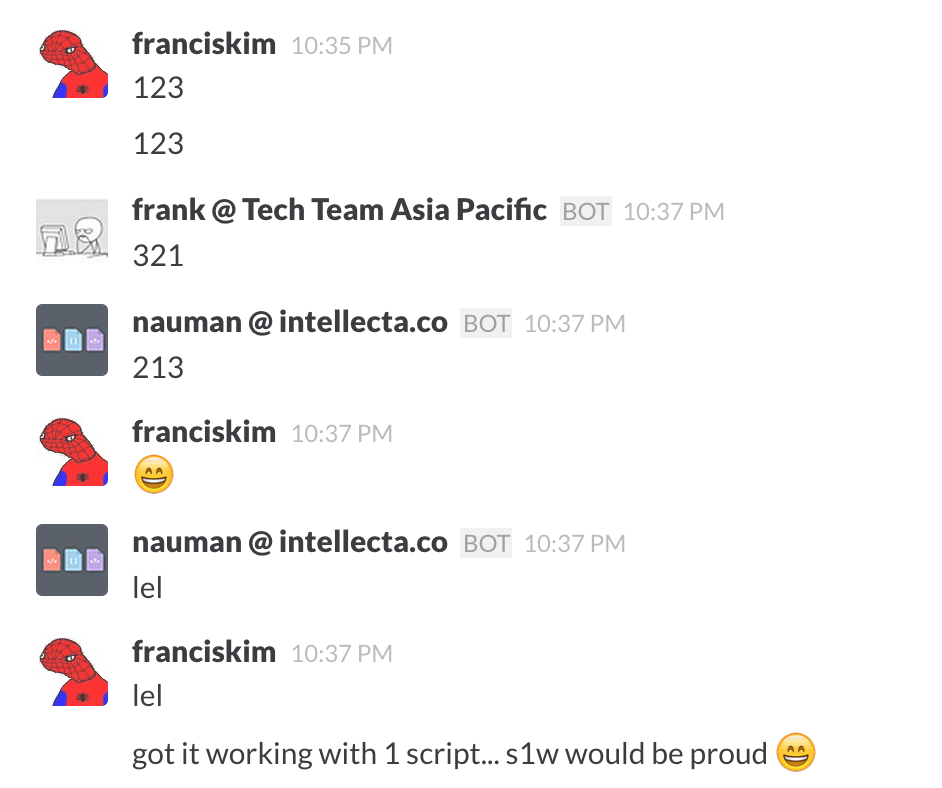 franciskim 10:35 PM
123
123
frank @ Tech Team Asia Pacific BOT 10:37 PM
321
nauman @ intellecta.co BOT 10:37 PM
213
franciskim 10:37 PM
😄
nauman @ intellecta.co BOT 10:37 PM
lel
franciskim 10:37 PM
lel
got it working with 1 script... s1w would be proud 😄